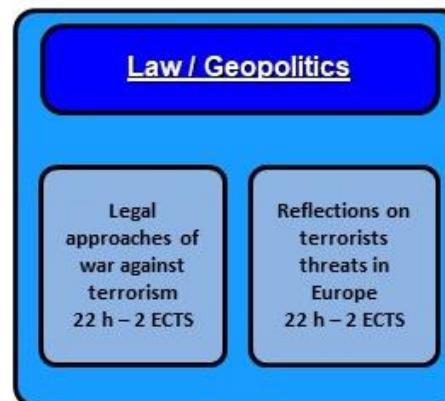 Law / Geopolitics
Legal
approaches of
war against
terrorism
22 h – 2 ECTS
Reflections on
terrorists
threats in
Europe
22 h – 2 ECTS